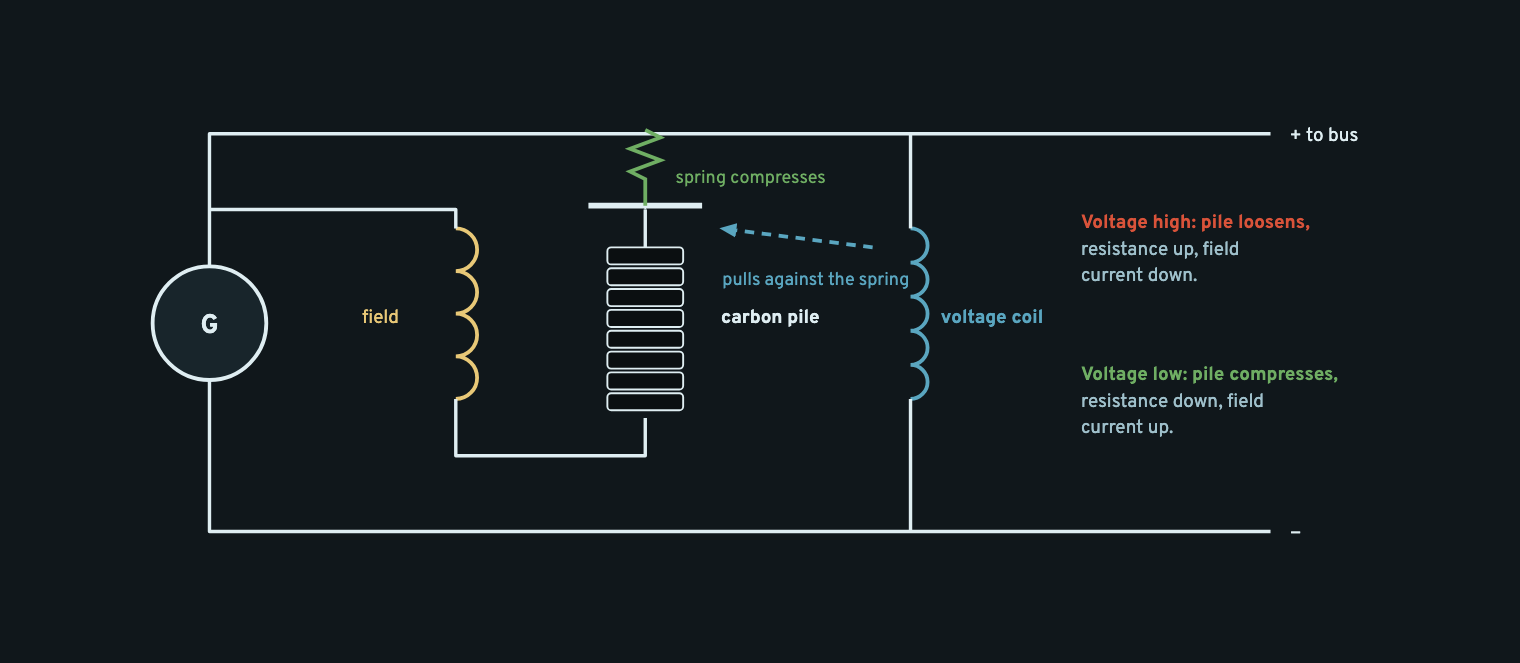 + to bus
spring compresses
Voltage high: pile loosens,
resistance up, field
current down.
pulls against the spring
G
field
carbon pile
voltage coil
Voltage low: pile compresses,
resistance down, field
current up.
–